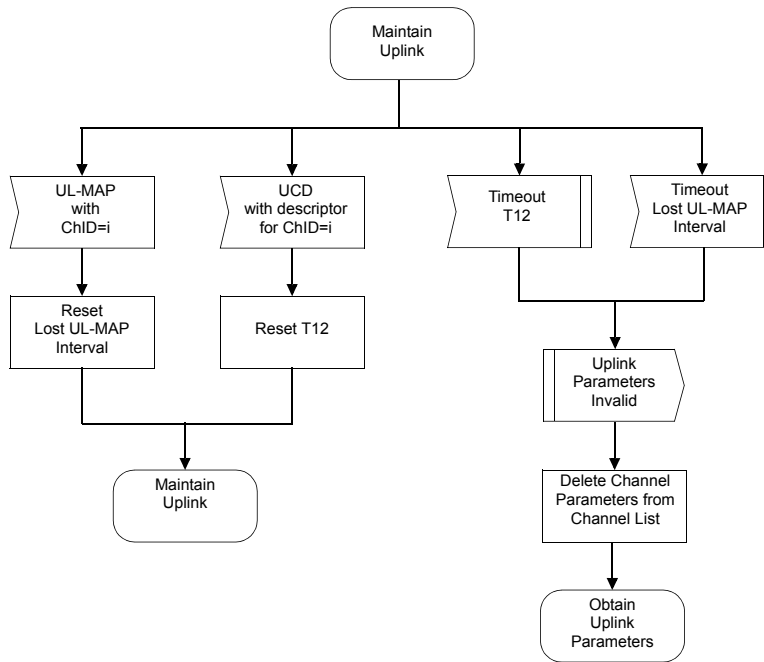 Maintain
Uplink
UL-MAP
with
ChID=i
UCD
with descriptor
for ChID=i
Timeout
T12
Timeout
Lost UL-MAP
Interval
Reset
Lost UL-MAP
Interval
Reset T12
Uplink
Parameters
Invalid
Maintain
Uplink
Delete Channel
Parameters from
Channel List
Obtain
Uplink
Parameters